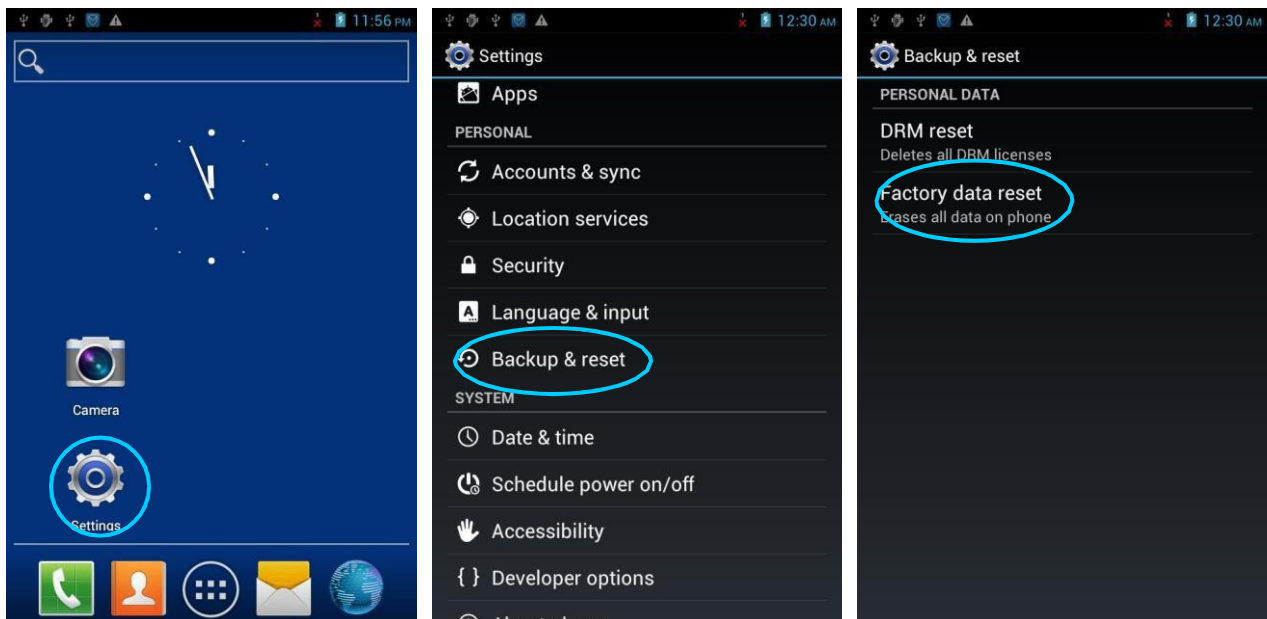 11:56 PM
Camera
Settings
12:30 AM
Settings
Apps
PERSONAL
Accounts & sync
Location services
Security
A
Language & input
Backup & reset
SYSTEM
Date & time
Schedule power on/off
Accessibility
{ } Developer options
12:30 AM
Backup & reset
PERSONAL DATA
DRM reset
Deletes all DRM licenses
Factory data reset
Erases all data on phone